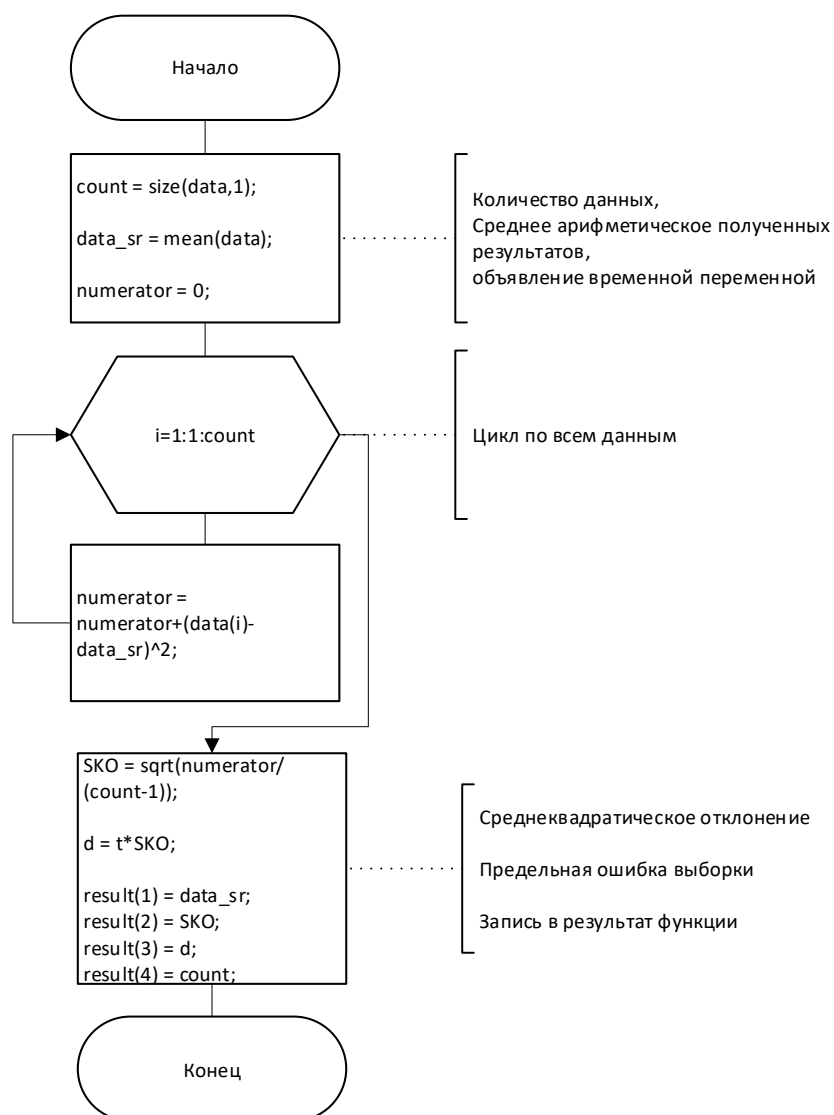 Начало
count = size(data,1);
data_sr = mean(data);
numerator = 0;
Количество данных,
Среднее арифметическое полученных
результатов,
объявление временной переменной
i=1:1:count
Цикл по всем данным
numerator =
numerator+(data(i)-
data_sr)^2;
SKO = sqrt(numerator/
(count-1));
d = t*SKO;
result(1) = data_sr;
result(2) = SKO;
result(3) = d;
result(4) = count;
Среднеквадратическое отклонение
Предельная ошибка выборки
Запись в результат функции
Конец